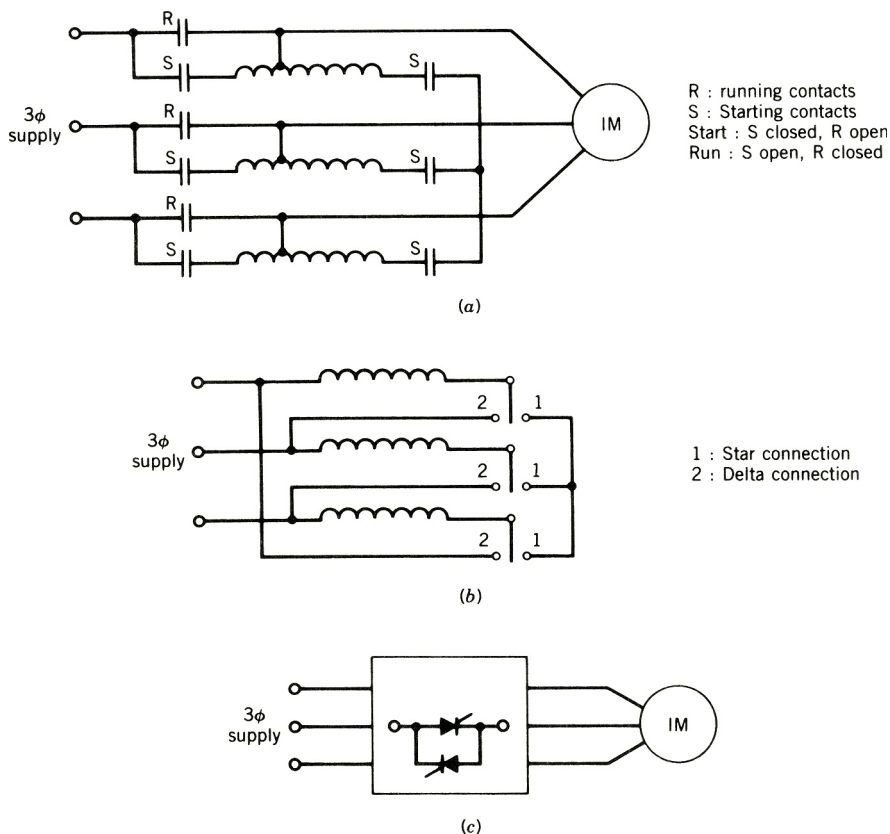 R
S
S
3ϕ
supply
R
S
S
R
S
S
IM
R : running contacts
S : Starting contacts
Start : S closed, R open
Run : S open, R closed
(a)
2 1
3ϕ
supply
2 1
2 1
1 : Star connection
2 : Delta connection
(b)
3ϕ
supply
IM
(c)